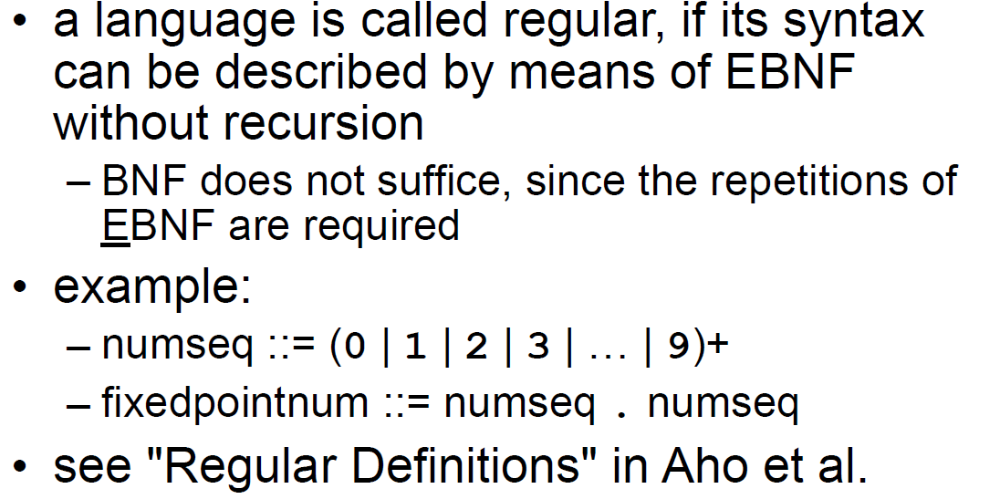 • a language is called regular, if its syntax
can be described by means of EBNF
without recursion
– BNF does not suffice, since the repetitions of
EBNF are required
• example:
– numseq ::= (0 | 1 | 2 | 3 | … | 9)+
– fixedpointnum ::= numseq . numseq
• see "Regular Definitions" in Aho et al.